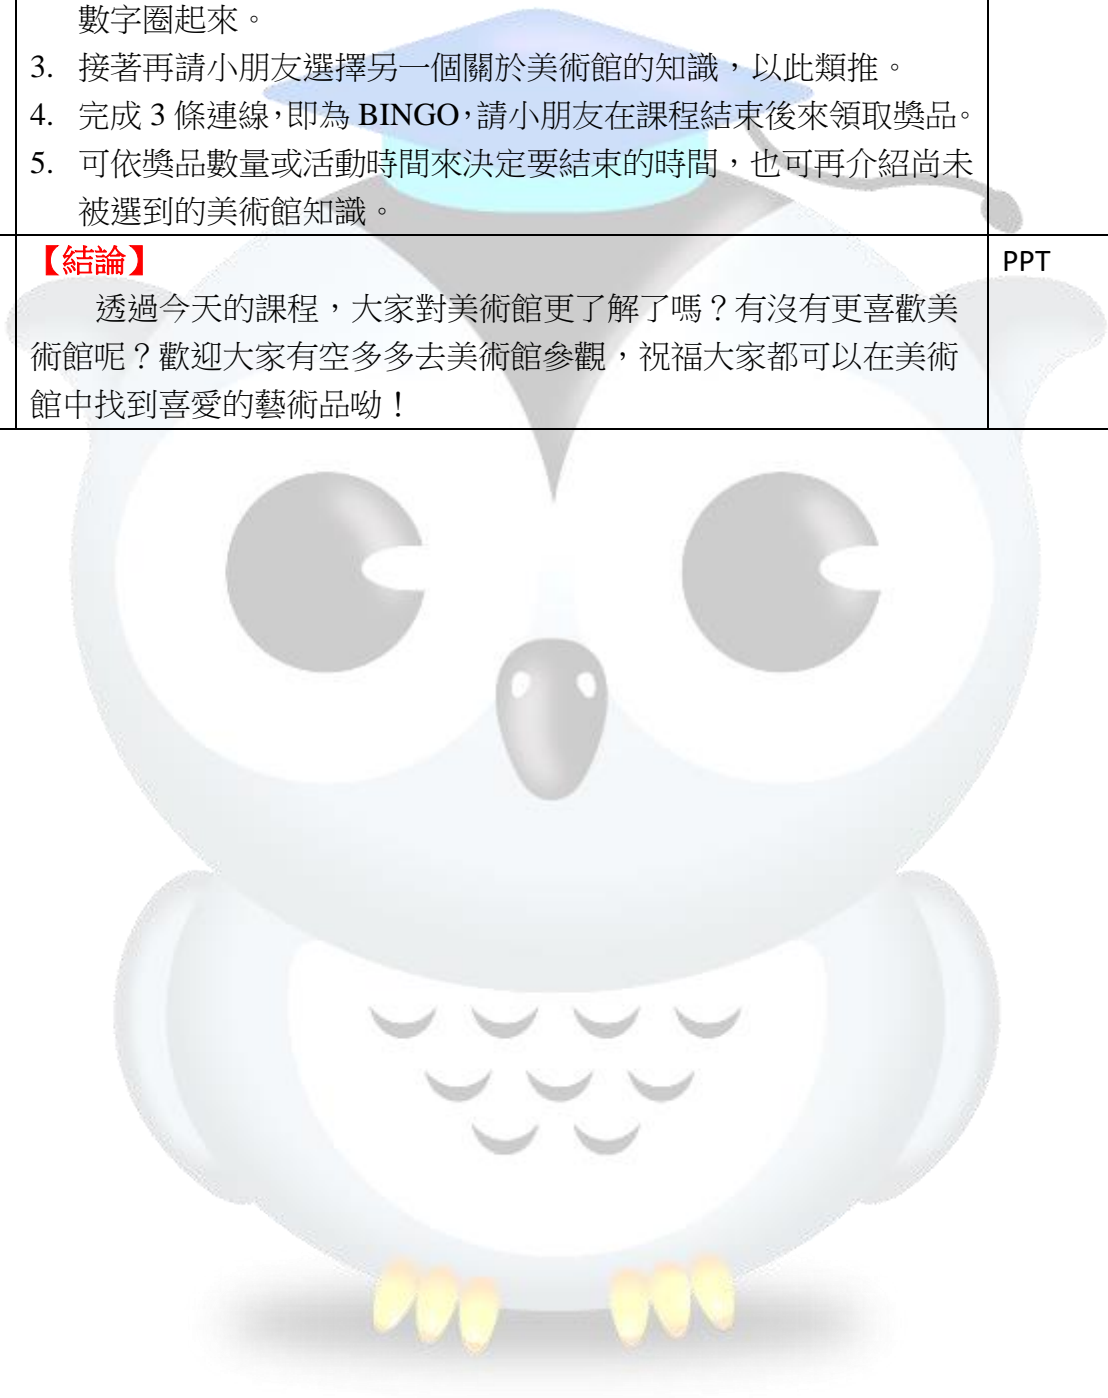 數字圈起來。
3. 接著再請小朋友選擇另一個關於美術館的知識，以此類推。
4. 完成 3 條連線，即為 BINGO，請小朋友在課程結束後來領取獎品。
5. 可依獎品數量或活動時間來決定要結束的時間，也可再介紹尚未
被選到的美術館知識。
【結論】 PPT
透過今天的課程，大家對美術館更了解了嗎？有沒有更喜歡美
術館呢？歡迎大家有空多多去美術館參觀，祝福大家都可以在美術
館中找到喜愛的藝術品呦！